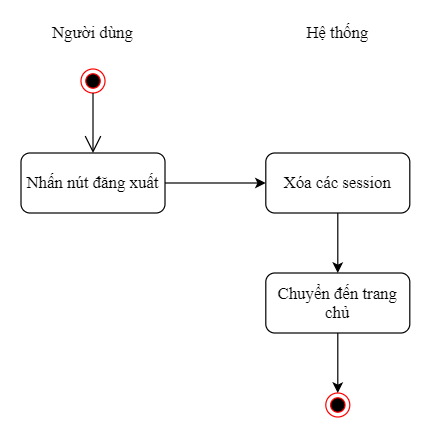 Người dùng
Hệ thống
Nhấn nút đăng xuất
Xóa các session
Chuyển đến trang
chủ